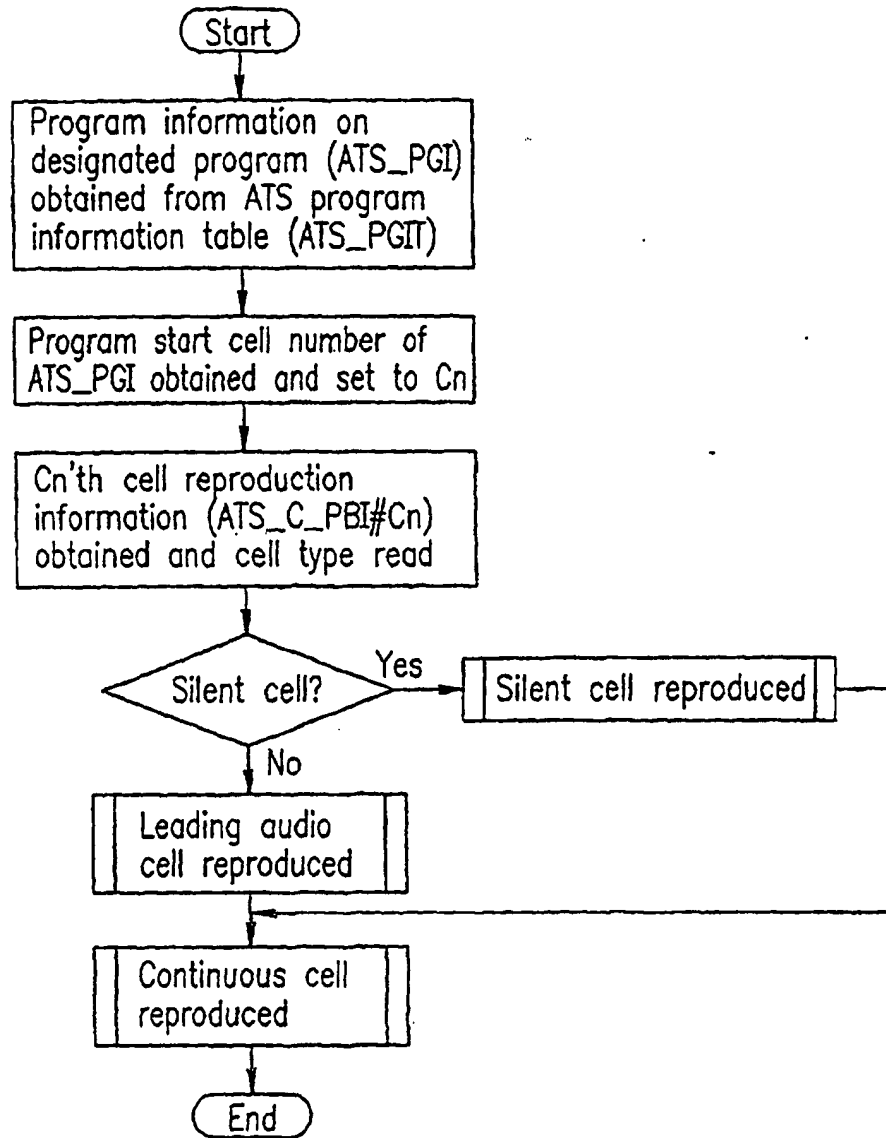 Start
Program information on
designated program (ATS_PGI)
obtained from ATS program
information table (ATS_PGIT)
Program start cell number of
ATS_PGI obtained and set to Cn
Cn'th cell reproduction
information (ATS_C_PBI#Cn)
obtained and cell type read
Silent cell?
Yes
Silent cell reproduced
No
Leading audio
cell reproduced
Continuous cell
reproduced
End